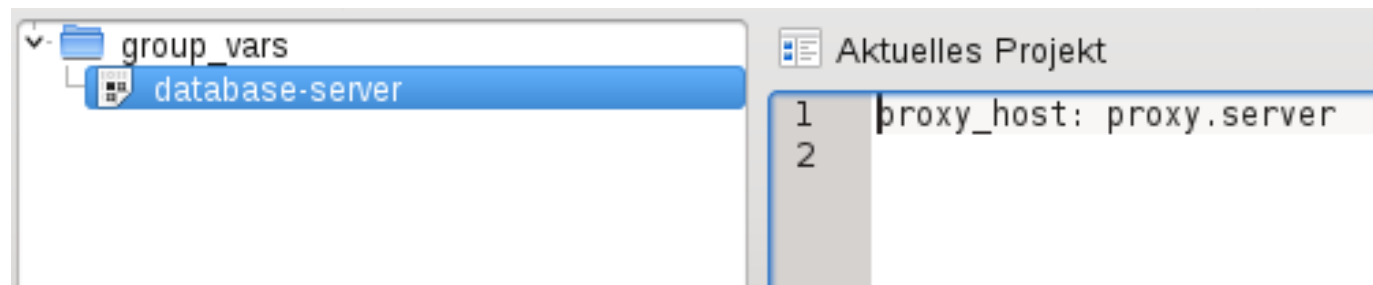 group_vars
database-server
Aktuelles Projekt
1 proxy_host: proxy.server
2